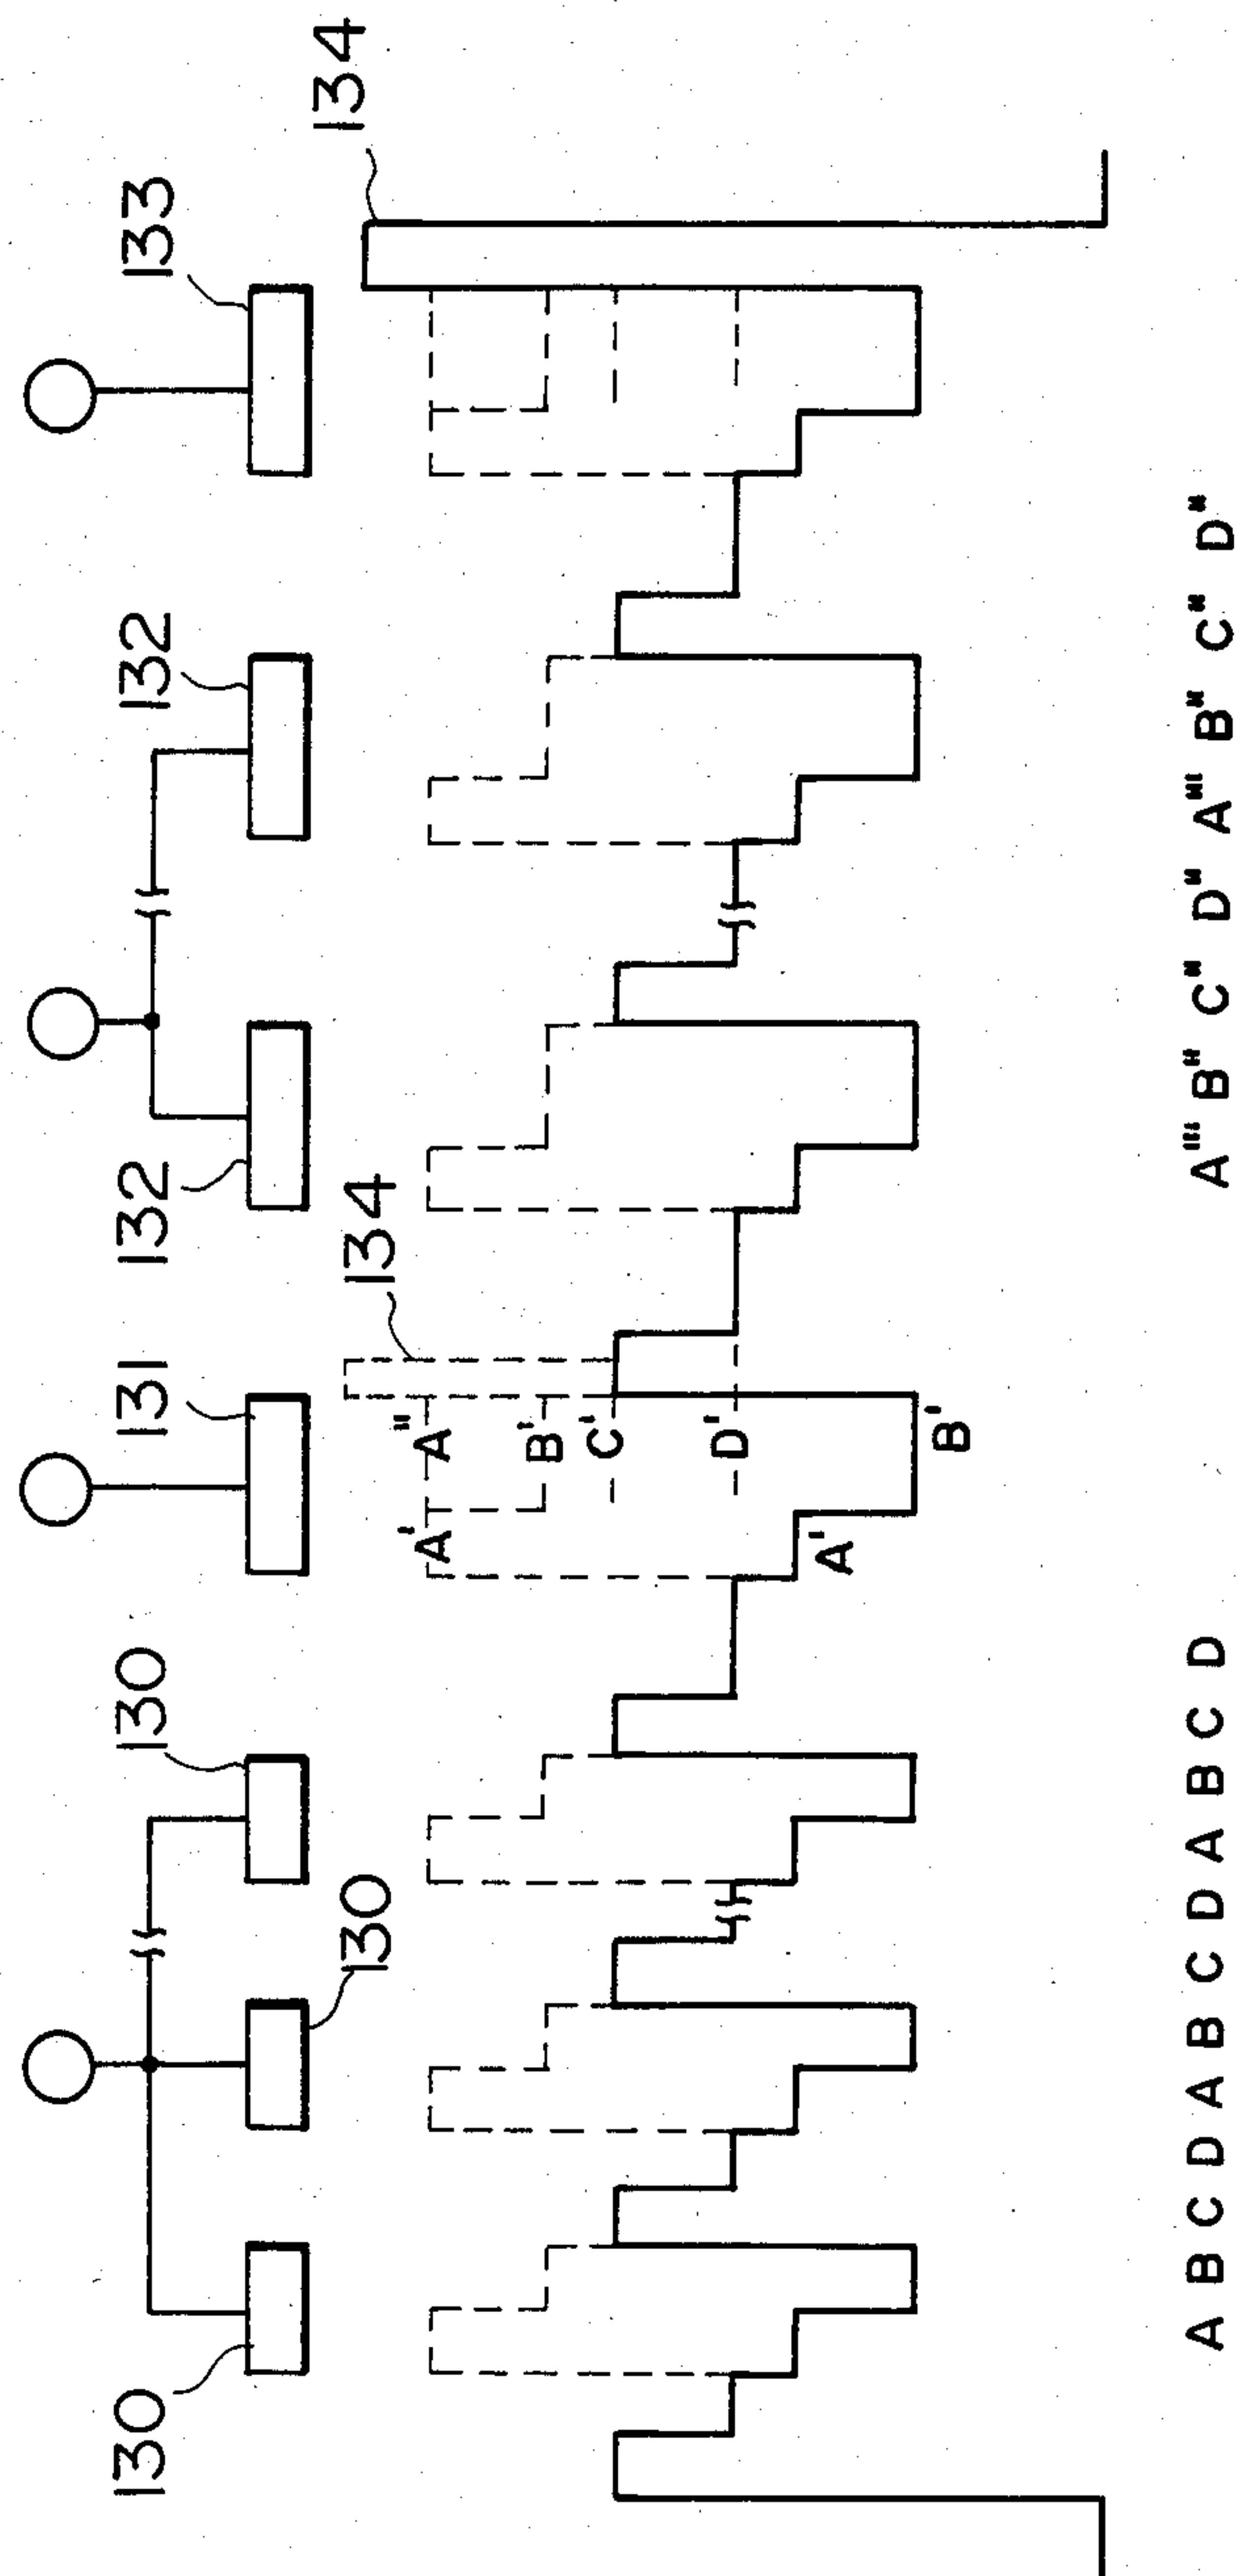 130
130
130
131
132
132
133
134
134
A' A"
B'
C'
D'
A'
B'
A B C D A B C D A B C D
A''' B" C" D" A''' B" C" D"